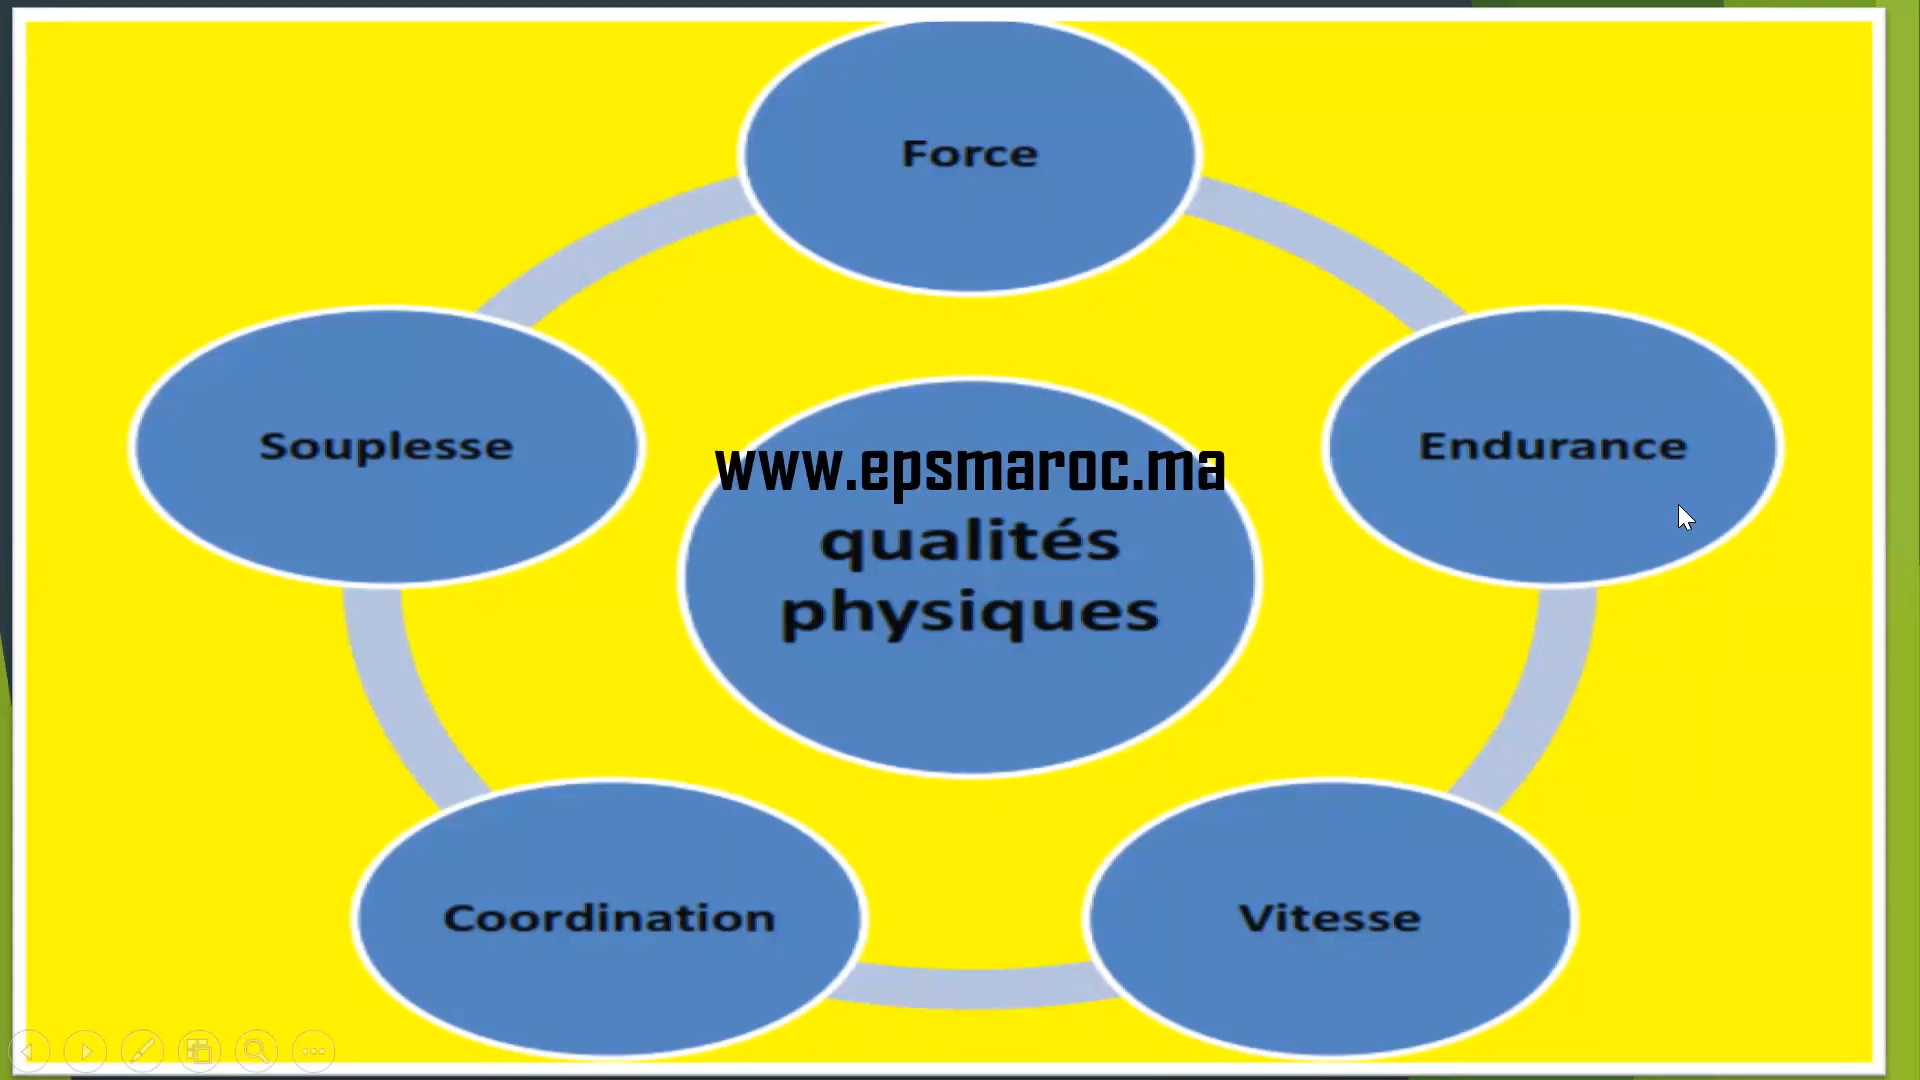 Force
Souplesse
Endurance
www.epsmaroc.ma
qualités
physiques
Coordination
Vitesse